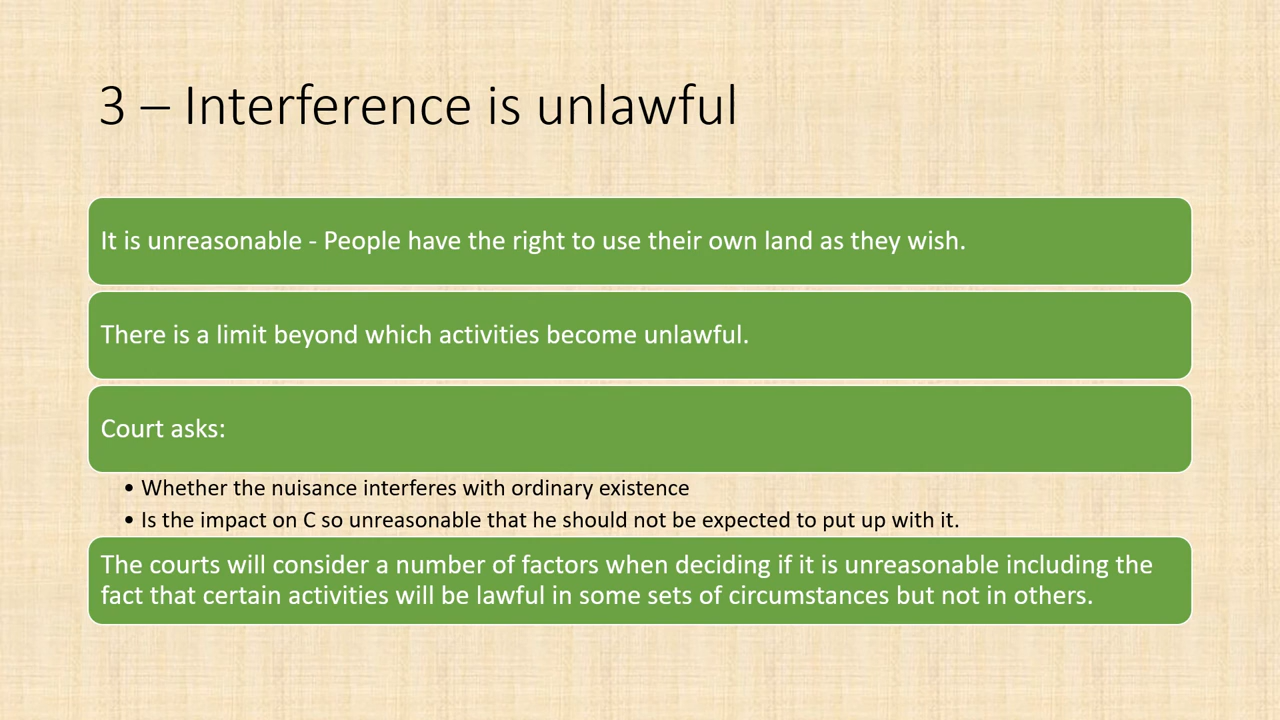 3 – Interference is unlawful
It is unreasonable - People have the right to use their own land as they wish.
There is a limit beyond which activities become unlawful.
Court asks:
• Whether the nuisance interferes with ordinary existence
• Is the impact on C so unreasonable that he should not be expected to put up with it.
The courts will consider a number of factors when deciding if it is unreasonable including the
fact that certain activities will be lawful in some sets of circumstances but not in others.